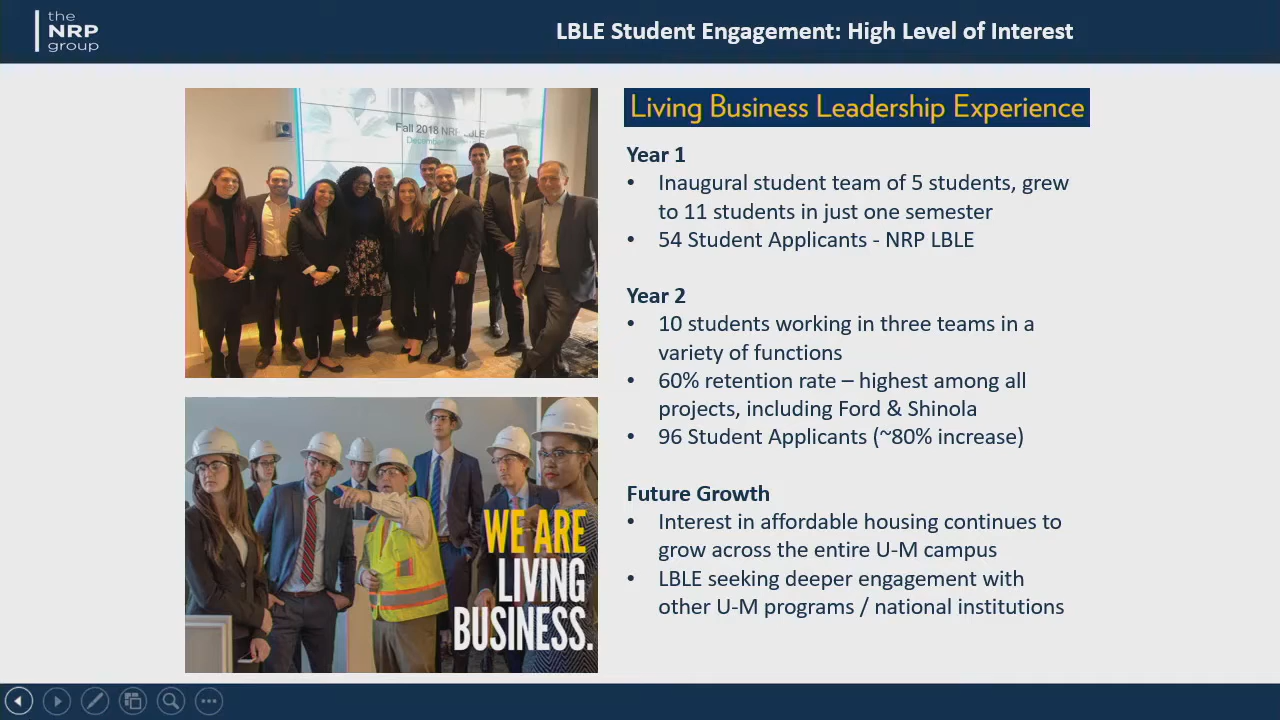 the
NRP
group
LBLE Student Engagement: High Level of Interest
Fall 2018 NRP LBLE
December
Living Business Leadership Experience
Year 1
• Inaugural student team of 5 students, grew
to 11 students in just one semester
• 54 Student Applicants - NRP LBLE
Year 2
• 10 students working in three teams in a
variety of functions
• 60% retention rate – highest among all
projects, including Ford & Shinola
• 96 Student Applicants (~80% increase)
Future Growth
• Interest in affordable housing continues to
grow across the entire U-M campus
• LBLE seeking deeper engagement with
other U-M programs / national institutions
WE ARE
LIVING
BUSINESS.